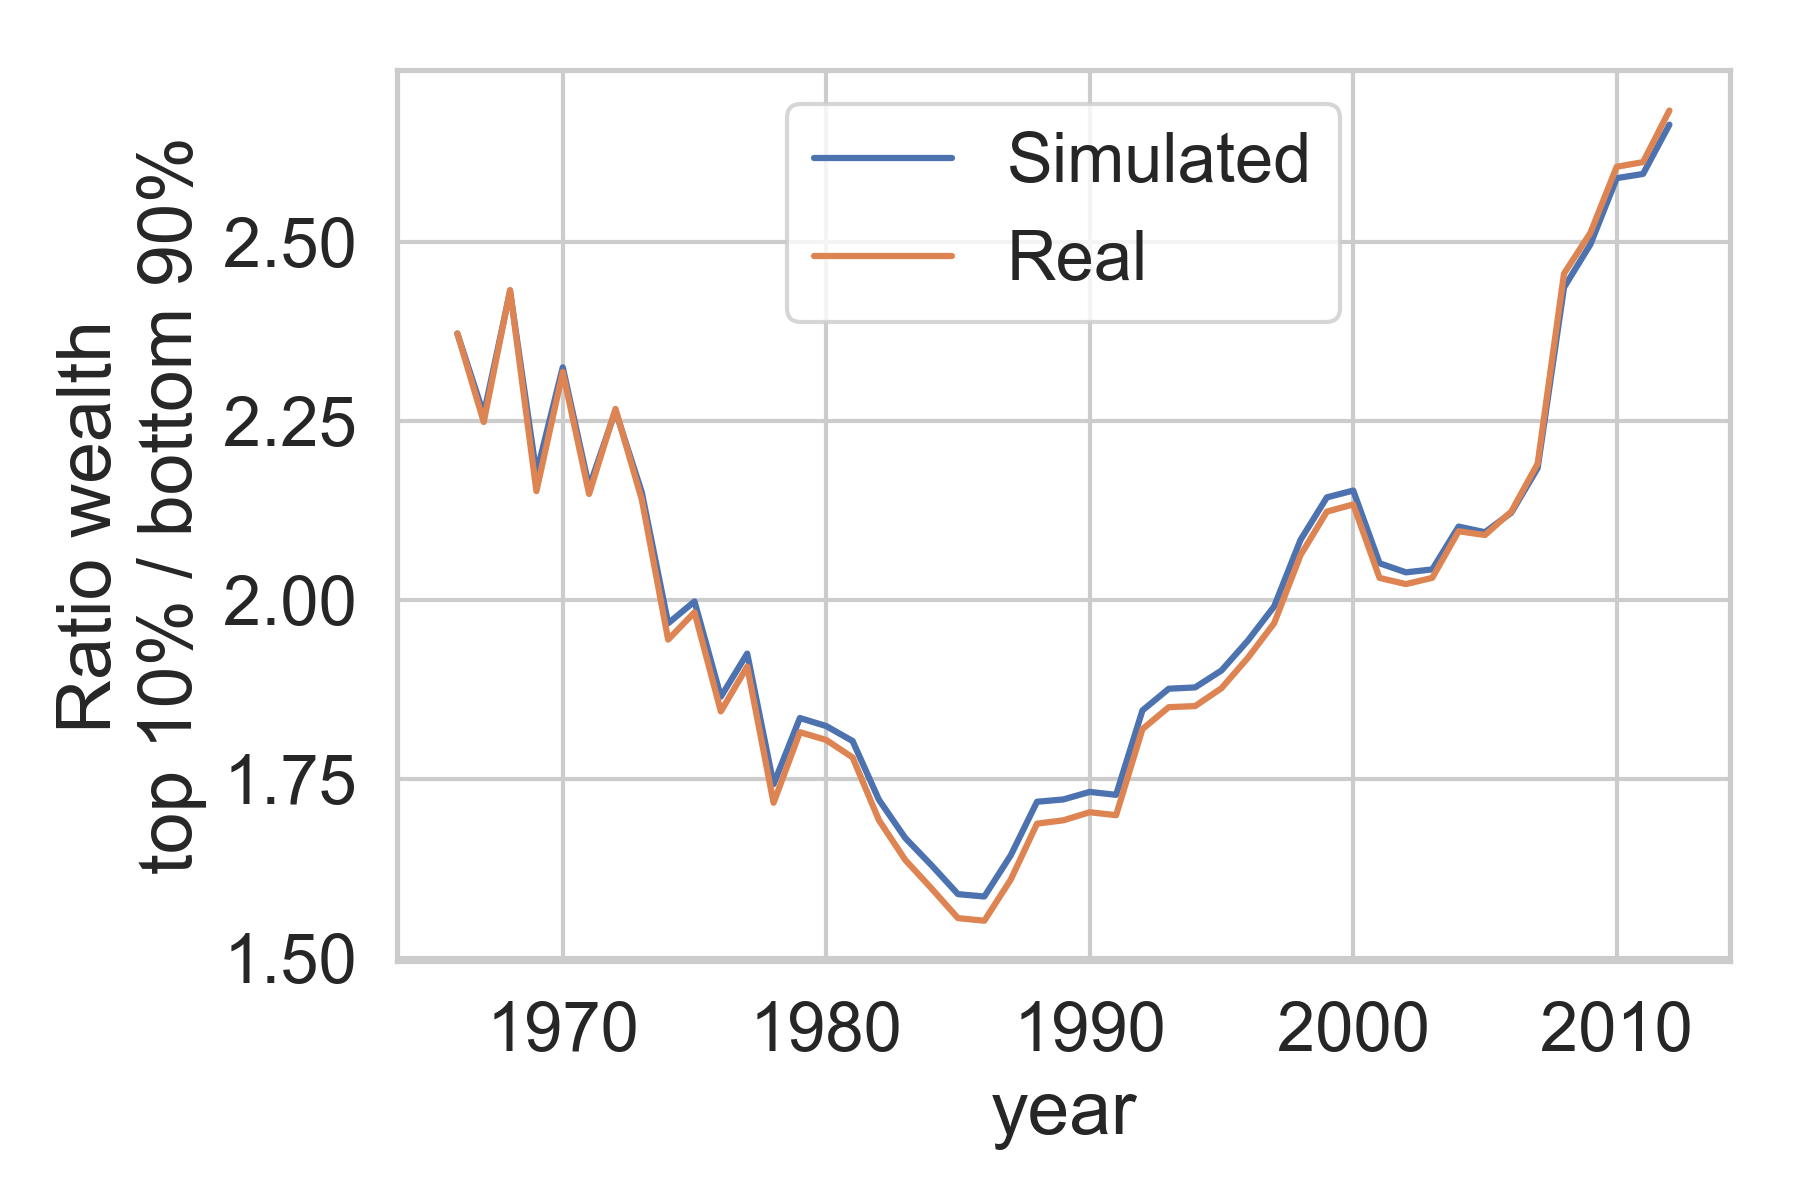 Ratio wealth
top 10% / bottom 90%
2.50
2.25
2.00
1.75
1.50
Simulated
Real
1970 1980 1990 2000 2010
year